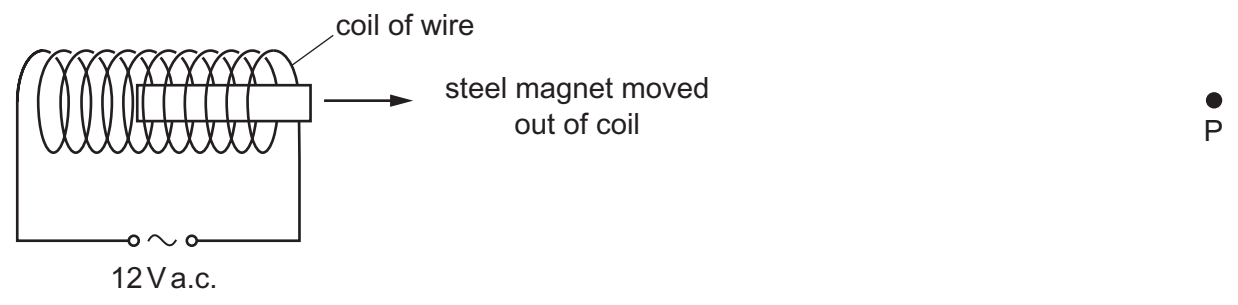 coil of wire
steel magnet moved
out of coil
P
12 V a.c.